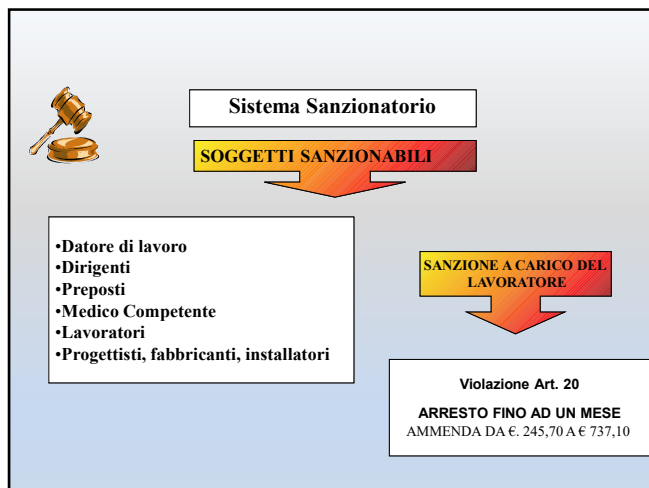 Sistema Sanzionatorio
SOGGETTI SANZIONABILI
•Datore di lavoro
•Dirigenti
•Preposti
•Medico Competente
•Lavoratori
•Progettisti, fabbricanti, installatori
SANZIONE A CARICO DEL
LAVORATORE
Violazione Art. 20
ARRESTO FINO AD UN MESE
AMMENDA DA €. 245,70 A € 737,10